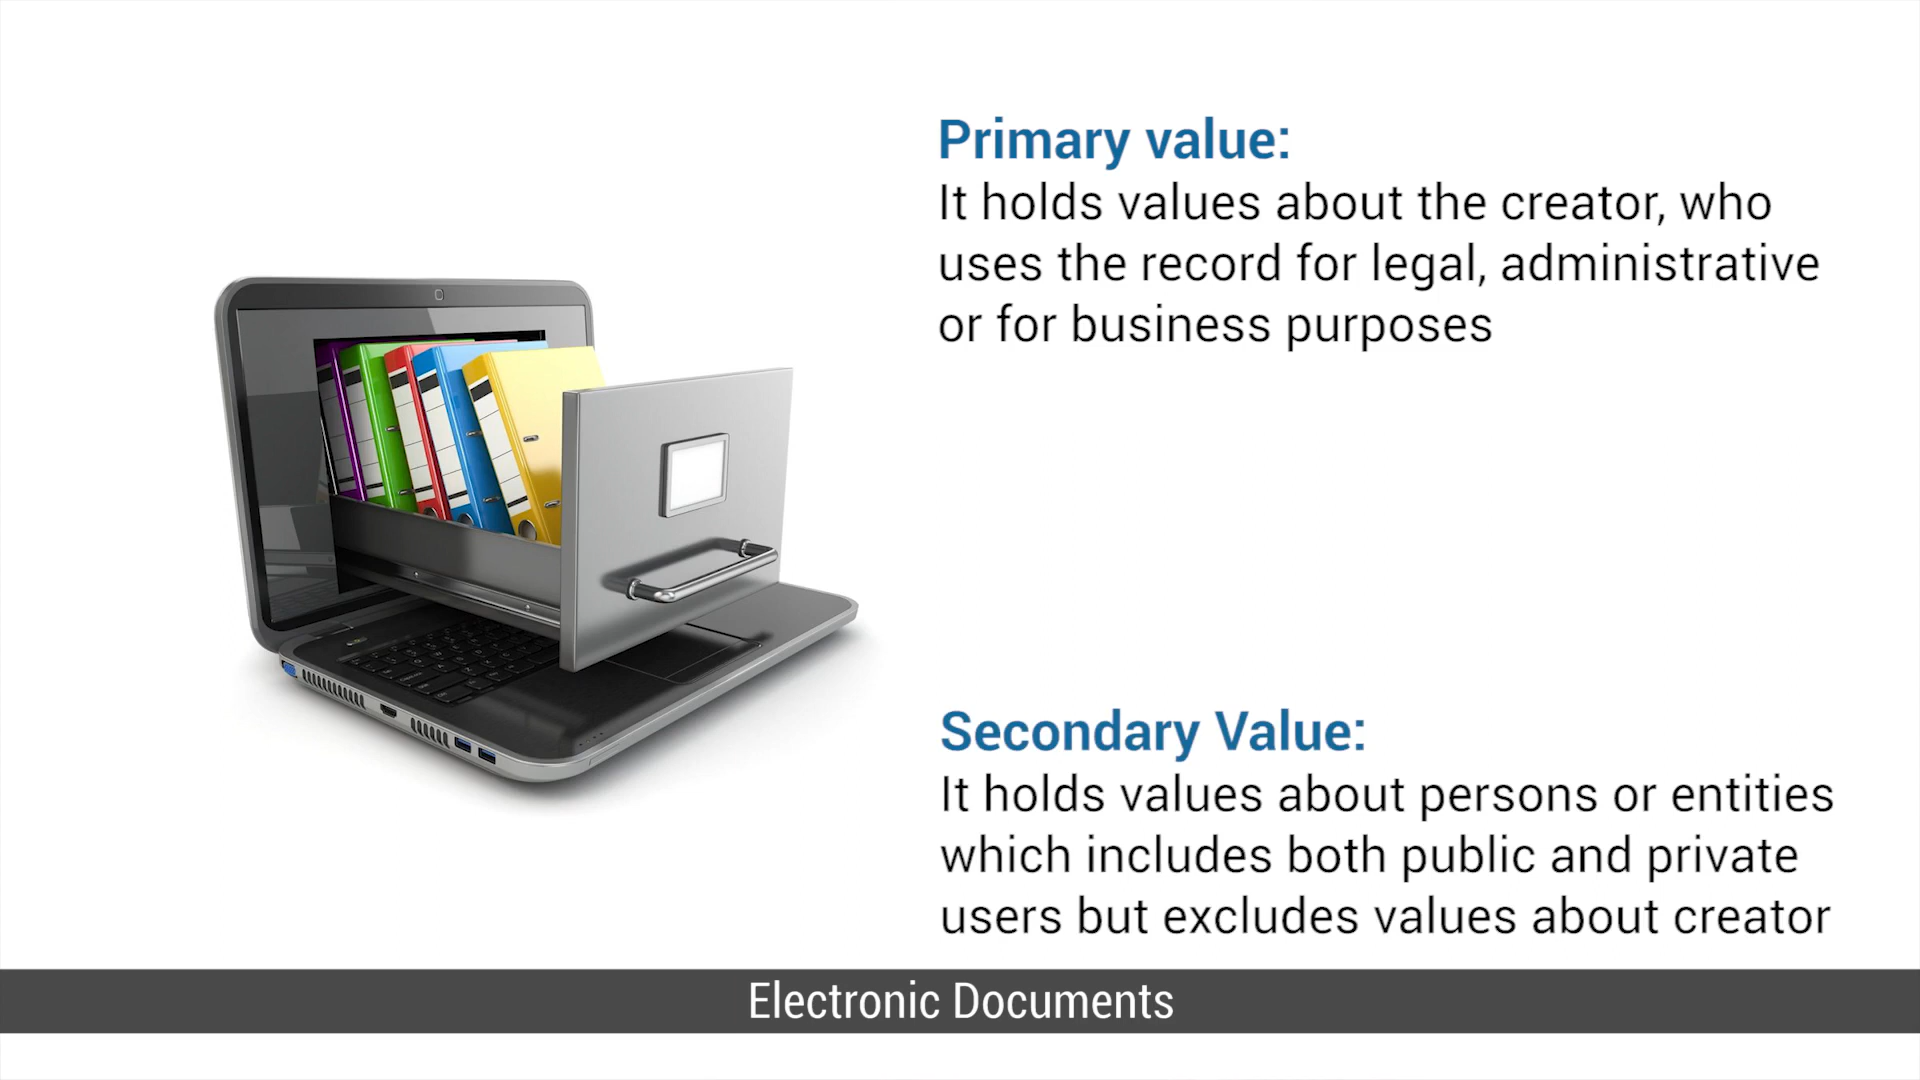 Primary value:
It holds values about the creator, who
uses the record for legal, administrative
or for business purposes
Secondary Value:
It holds values about persons or entities
which includes both public and private
users but excludes values about creator
Electronic Documents